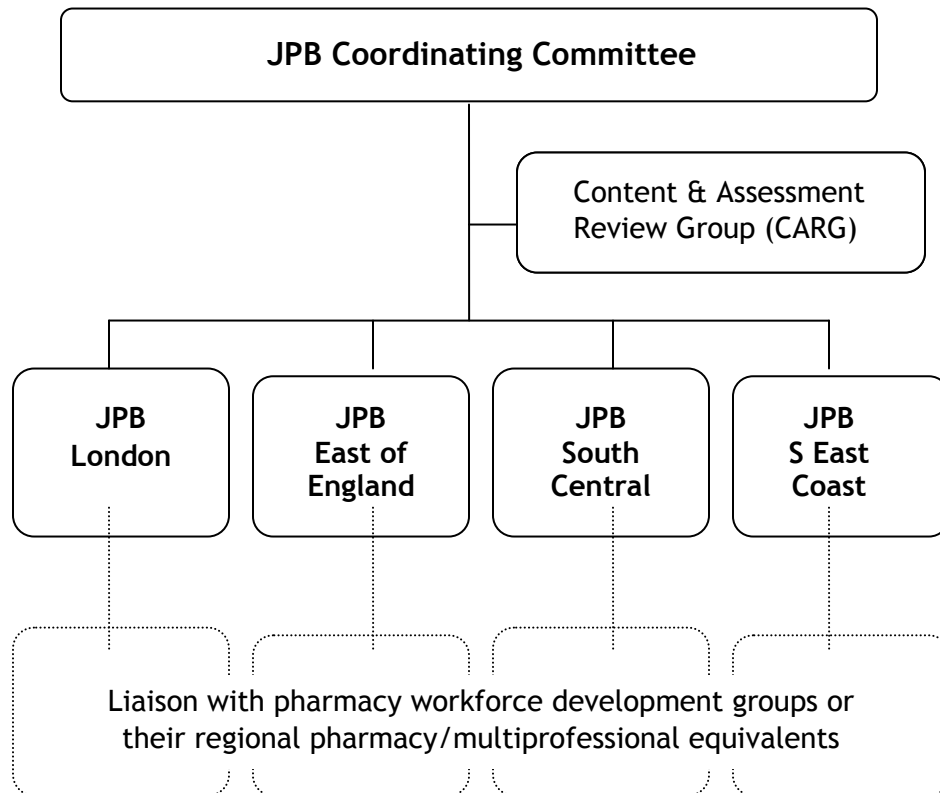 JPB Coordinating Committee
Content & Assessment
Review Group (CARG)
JPB
London
JPB
East of
England
JPB
South
Central
JPB
S East
Coast
Liaison with pharmacy workforce development groups or
their regional pharmacy/multiprofessional equivalents